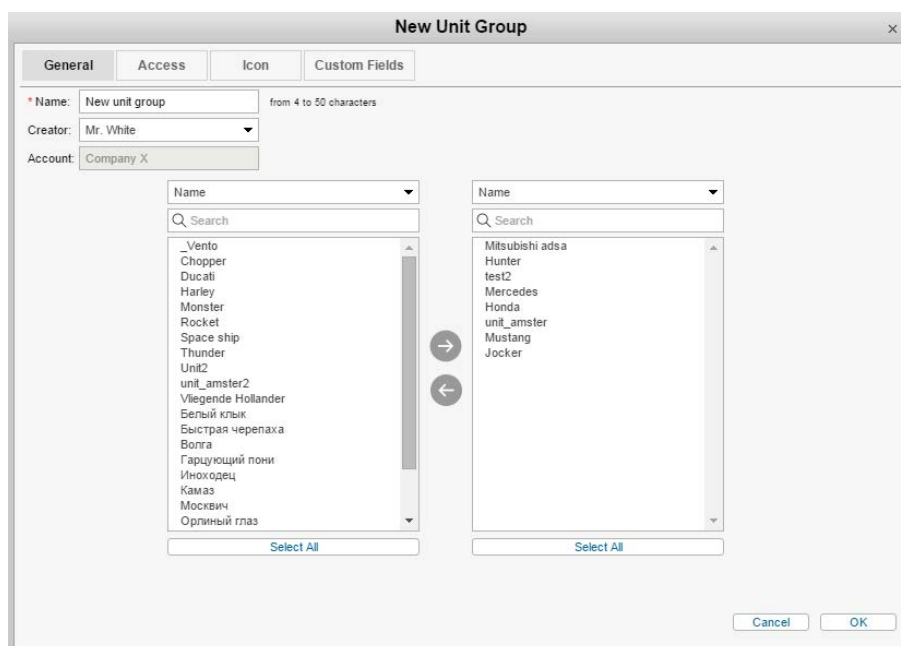 New Unit Group
×
General Access Icon Custom Fields
* Name: New unit group from 4 to 50 characters
Creator: Mr. White
Account: Company X
Name
Search
_Vento
Chopper
Ducati
Harley
Monster
Rocket
Space ship
Thunder
Unit2
unit_amster2
Vliegende Hollander
Белый клык
Быстрая черепаха
Волга
Гарцующий пони
Иноходец
Камаз
Москвич
Орлиный глаз
Select All
Name
Search
Mitsubishi adsa
Hunter
test2
Mercedes
Honda
unit_amster
Mustang
Jocker
Select All
Cancel OK